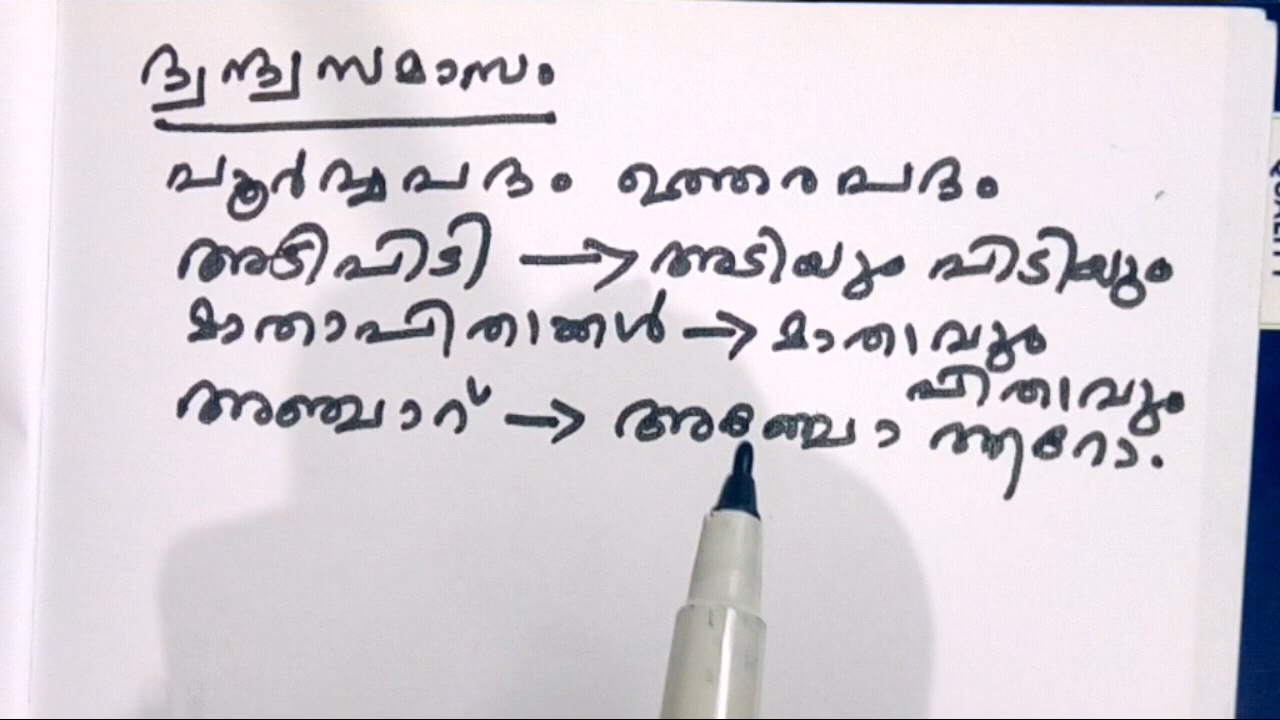 ദ്വന്ദ്വസമാസം
പൂർവ്വപദം ഉത്തരപദം
അടിപിടി → അടിയും പിടിയും
മാതാപിതാക്കൾ → മാതാവും
പിതാവും
അഞ്ചാറ് → അഞ്ചോ ആറോ.